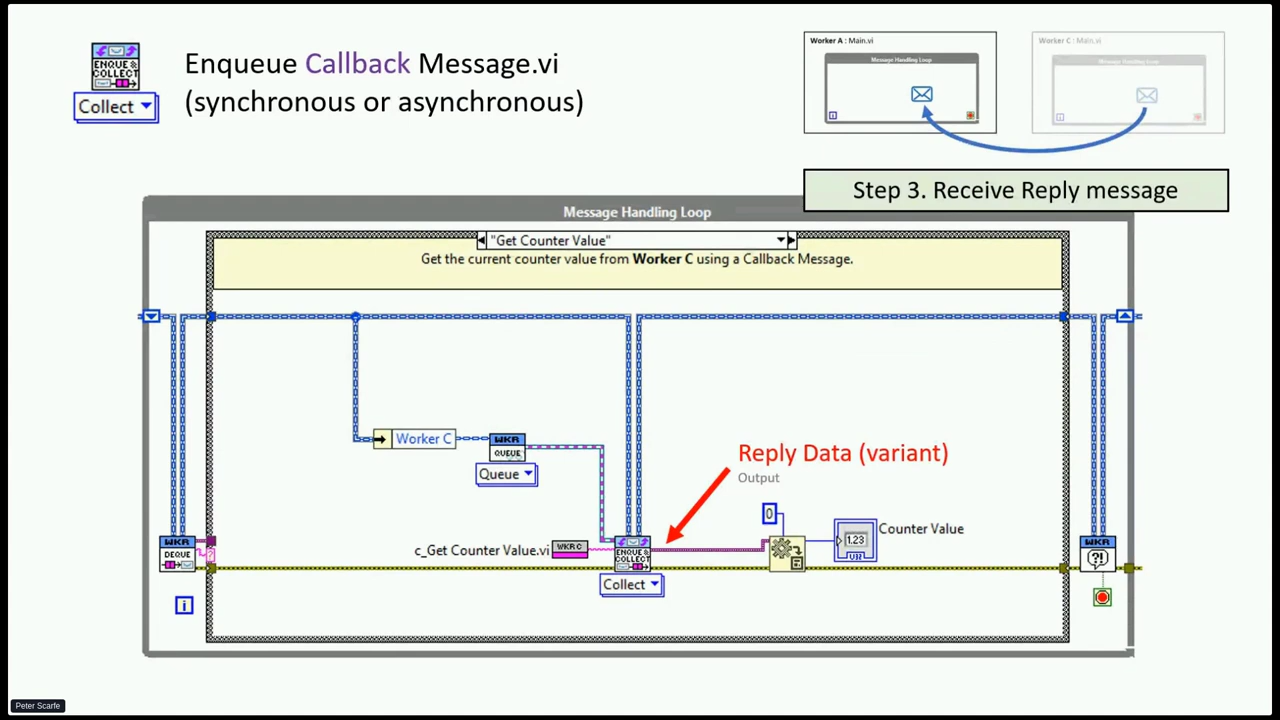 ENQUE &
COLLECT
Collect
Enqueue Callback Message.vi
(synchronous or asynchronous)
Worker A : Main.vi
Message Handling Loop
i
Worker C : Main.vi
Message Handling Loop
i
Step 3. Receive Reply message
Message Handling Loop
"Get Counter Value"
Get the current counter value from Worker C using a Callback Message.
Worker C
WKR
QUEUE
Queue
Reply Data (variant)
Output
0
Counter Value
1.23
WKR
DEQUE
c_Get Counter Value.vi
WKR C
ENQUE &
COLLECT
Collect
WKR
?!
i
Peter Scarfe